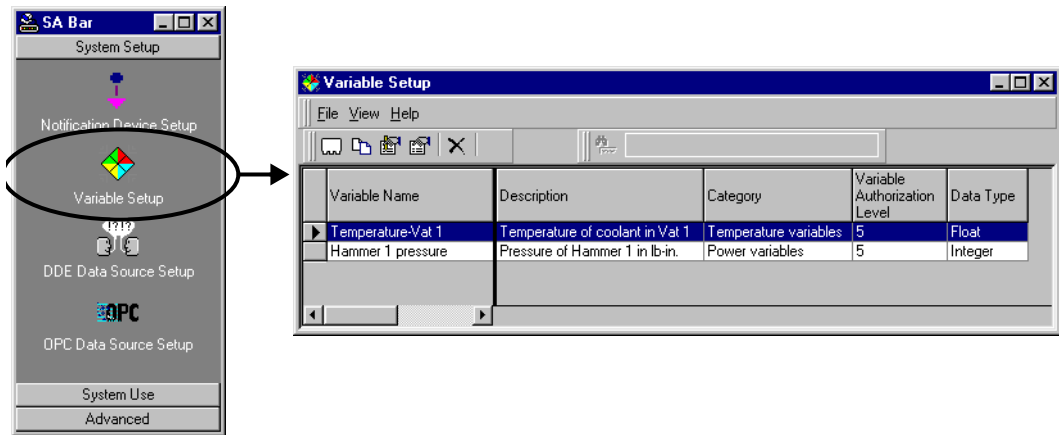 SA Bar
System Setup
Notification Device Setup
Variable Setup
!?!?
DDE Data Source Setup
OPC
OPC Data Source Setup
System Use
Advanced
Variable Setup
File View Help
Variable Name Description Category Variable Authorization Level Data Type
Temperature-Vat 1 Temperature of coolant in Vat 1 Temperature variables 5 Float
Hammer 1 pressure Pressure of Hammer 1 in lb-in. Power variables 5 Integer